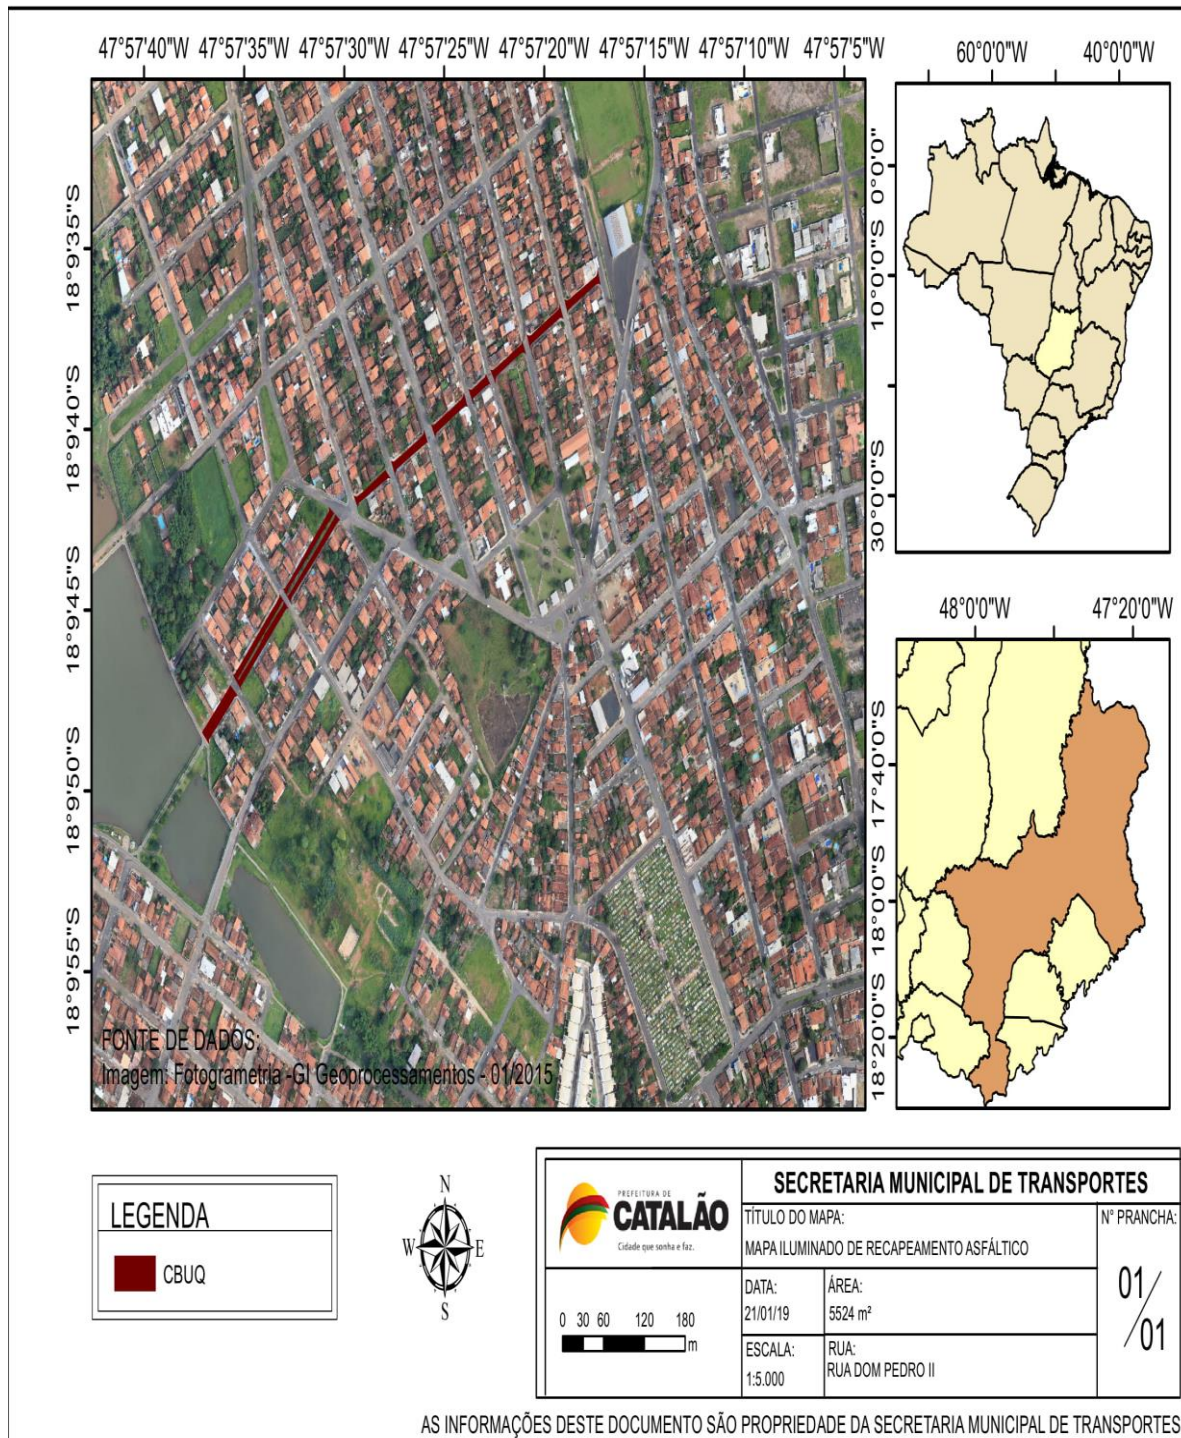 47°57'40"W 47°57'35"W 47°57'30"W 47°57'25"W 47°57'20"W 47°57'15"W 47°57'10"W 47°57'5"W
18°9'35"S
18°9'40"S
18°9'45"S
18°9'50"S
18°9'55"S
FONTE DE DADOS:
Imagem: Fotogrametria -GI Geoprocessamentos - 01/2015
60°0'0"W 40°0'0"W
0°0'0"
10°0'0"S
30°0'0"S
48°0'0"W 47°20'0"W
17°40'0"S
18°0'0"S
18°20'0"S
LEGENDA
CBUQ
N
W E
S
PREFEITURA DE
CATALÃO
Cidade que sonha e faz.
0 30 60 120 180
m
SECRETARIA MUNICIPAL DE TRANSPORTES
TÍTULO DO MAPA:
MAPA ILUMINADO DE RECAPEAMENTO ASFÁLTICO
N° PRANCHA:
01/01
DATA:
21/01/19
ÁREA:
5524 m²
ESCALA:
1:5.000
RUA:
RUA DOM PEDRO II
AS INFORMAÇÕES DESTE DOCUMENTO SÃO PROPRIEDADE DA SECRETARIA MUNICIPAL DE TRANSPORTES